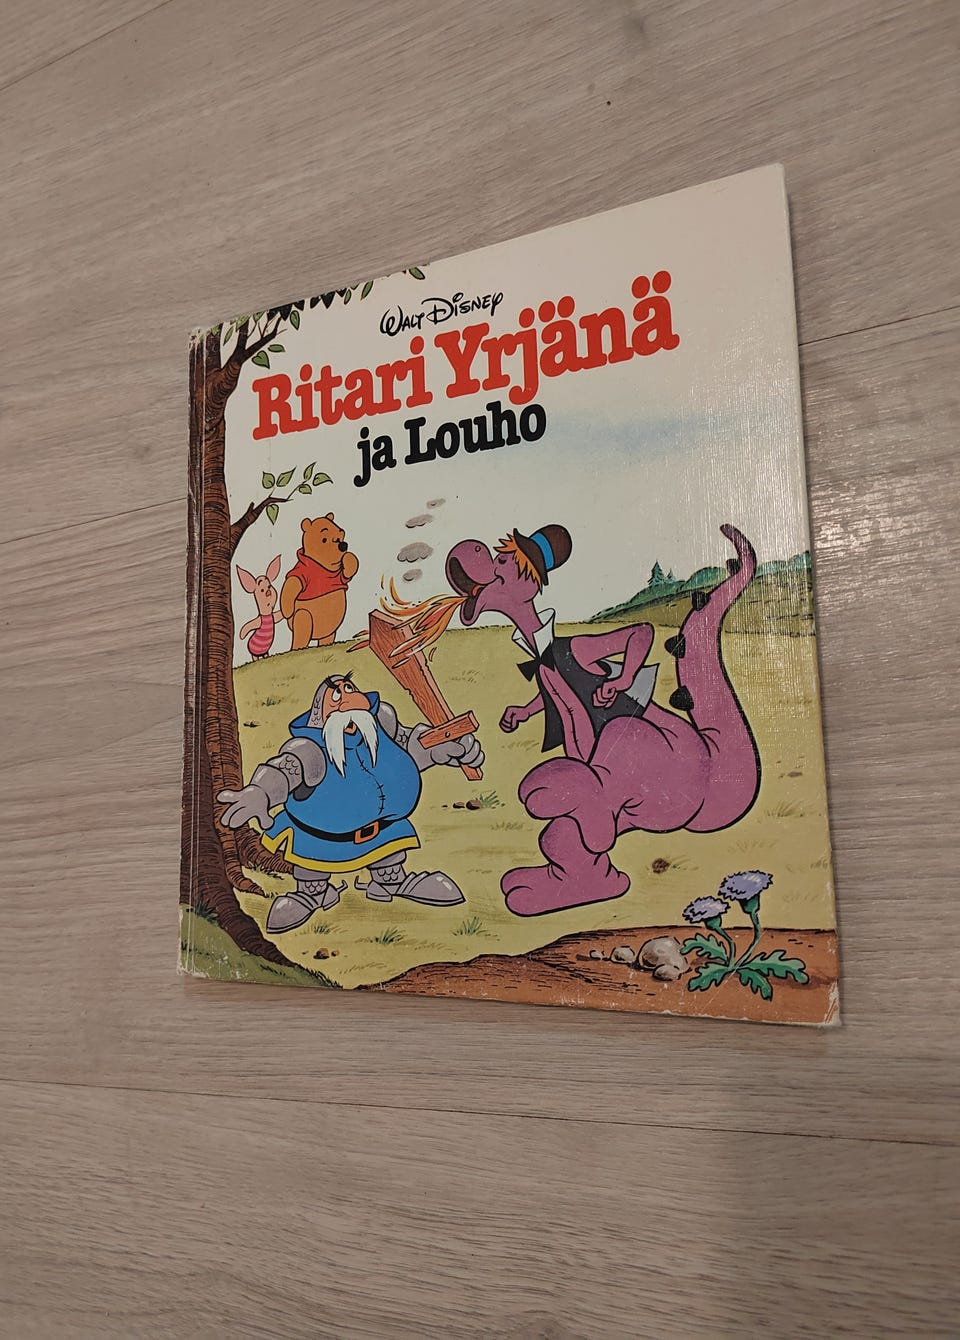 Walt Disney
Ritari Yrjänä
ja Louho